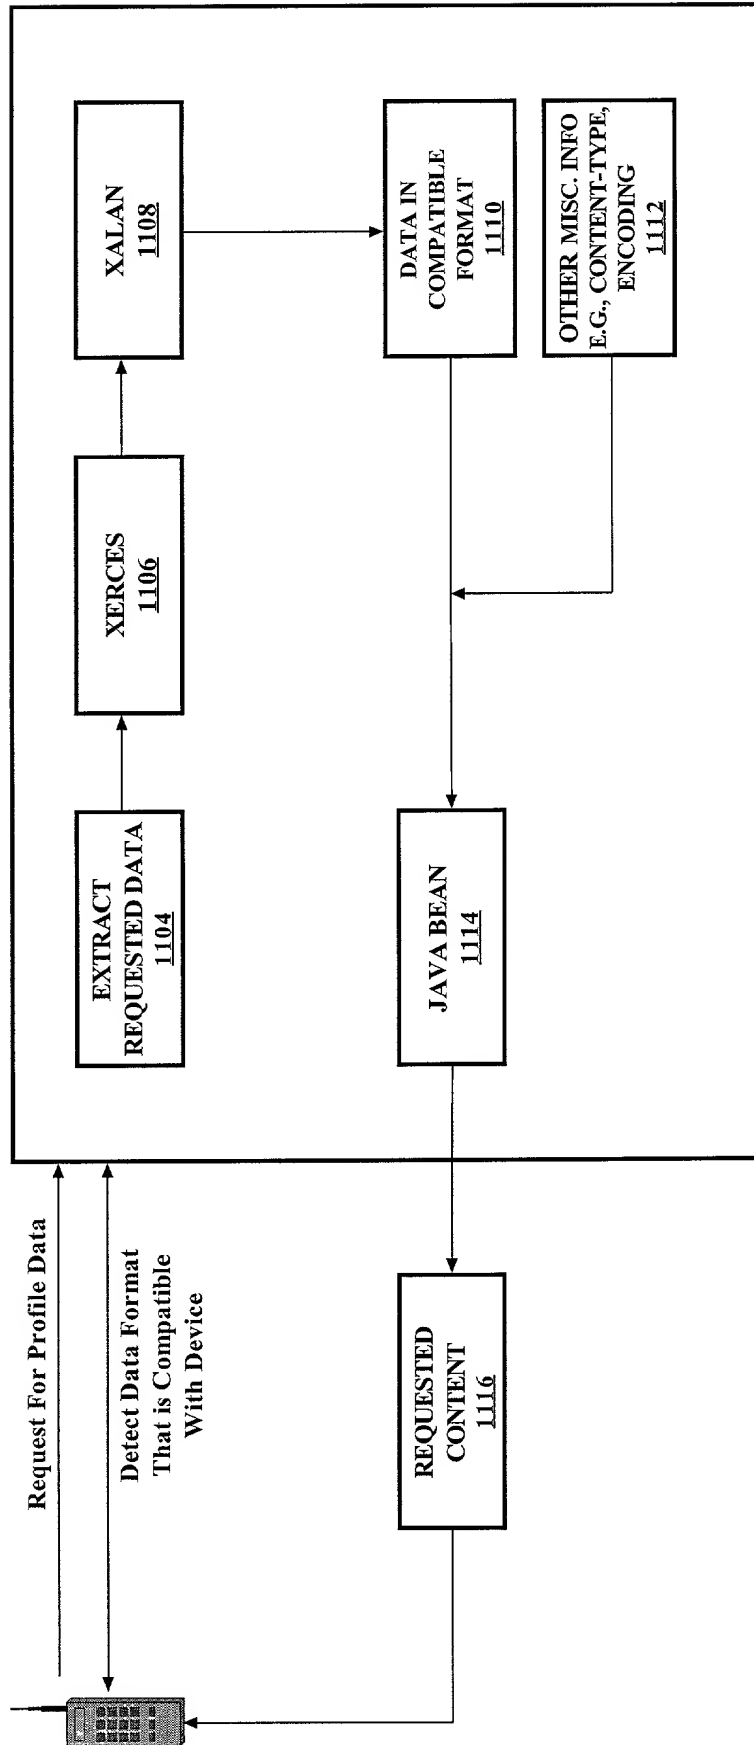 Request For Profile Data
Detect Data Format
That is Compatible
With Device
EXTRACT
REQUESTED DATA
1104
XERCES
1106
XALAN
1108
DATA IN
COMPATIBLE
FORMAT
1110
OTHER MISC. INFO
E.G., CONTENT-TYPE,
ENCODING
1112
JAVA BEAN
1114
REQUESTED
CONTENT
1116